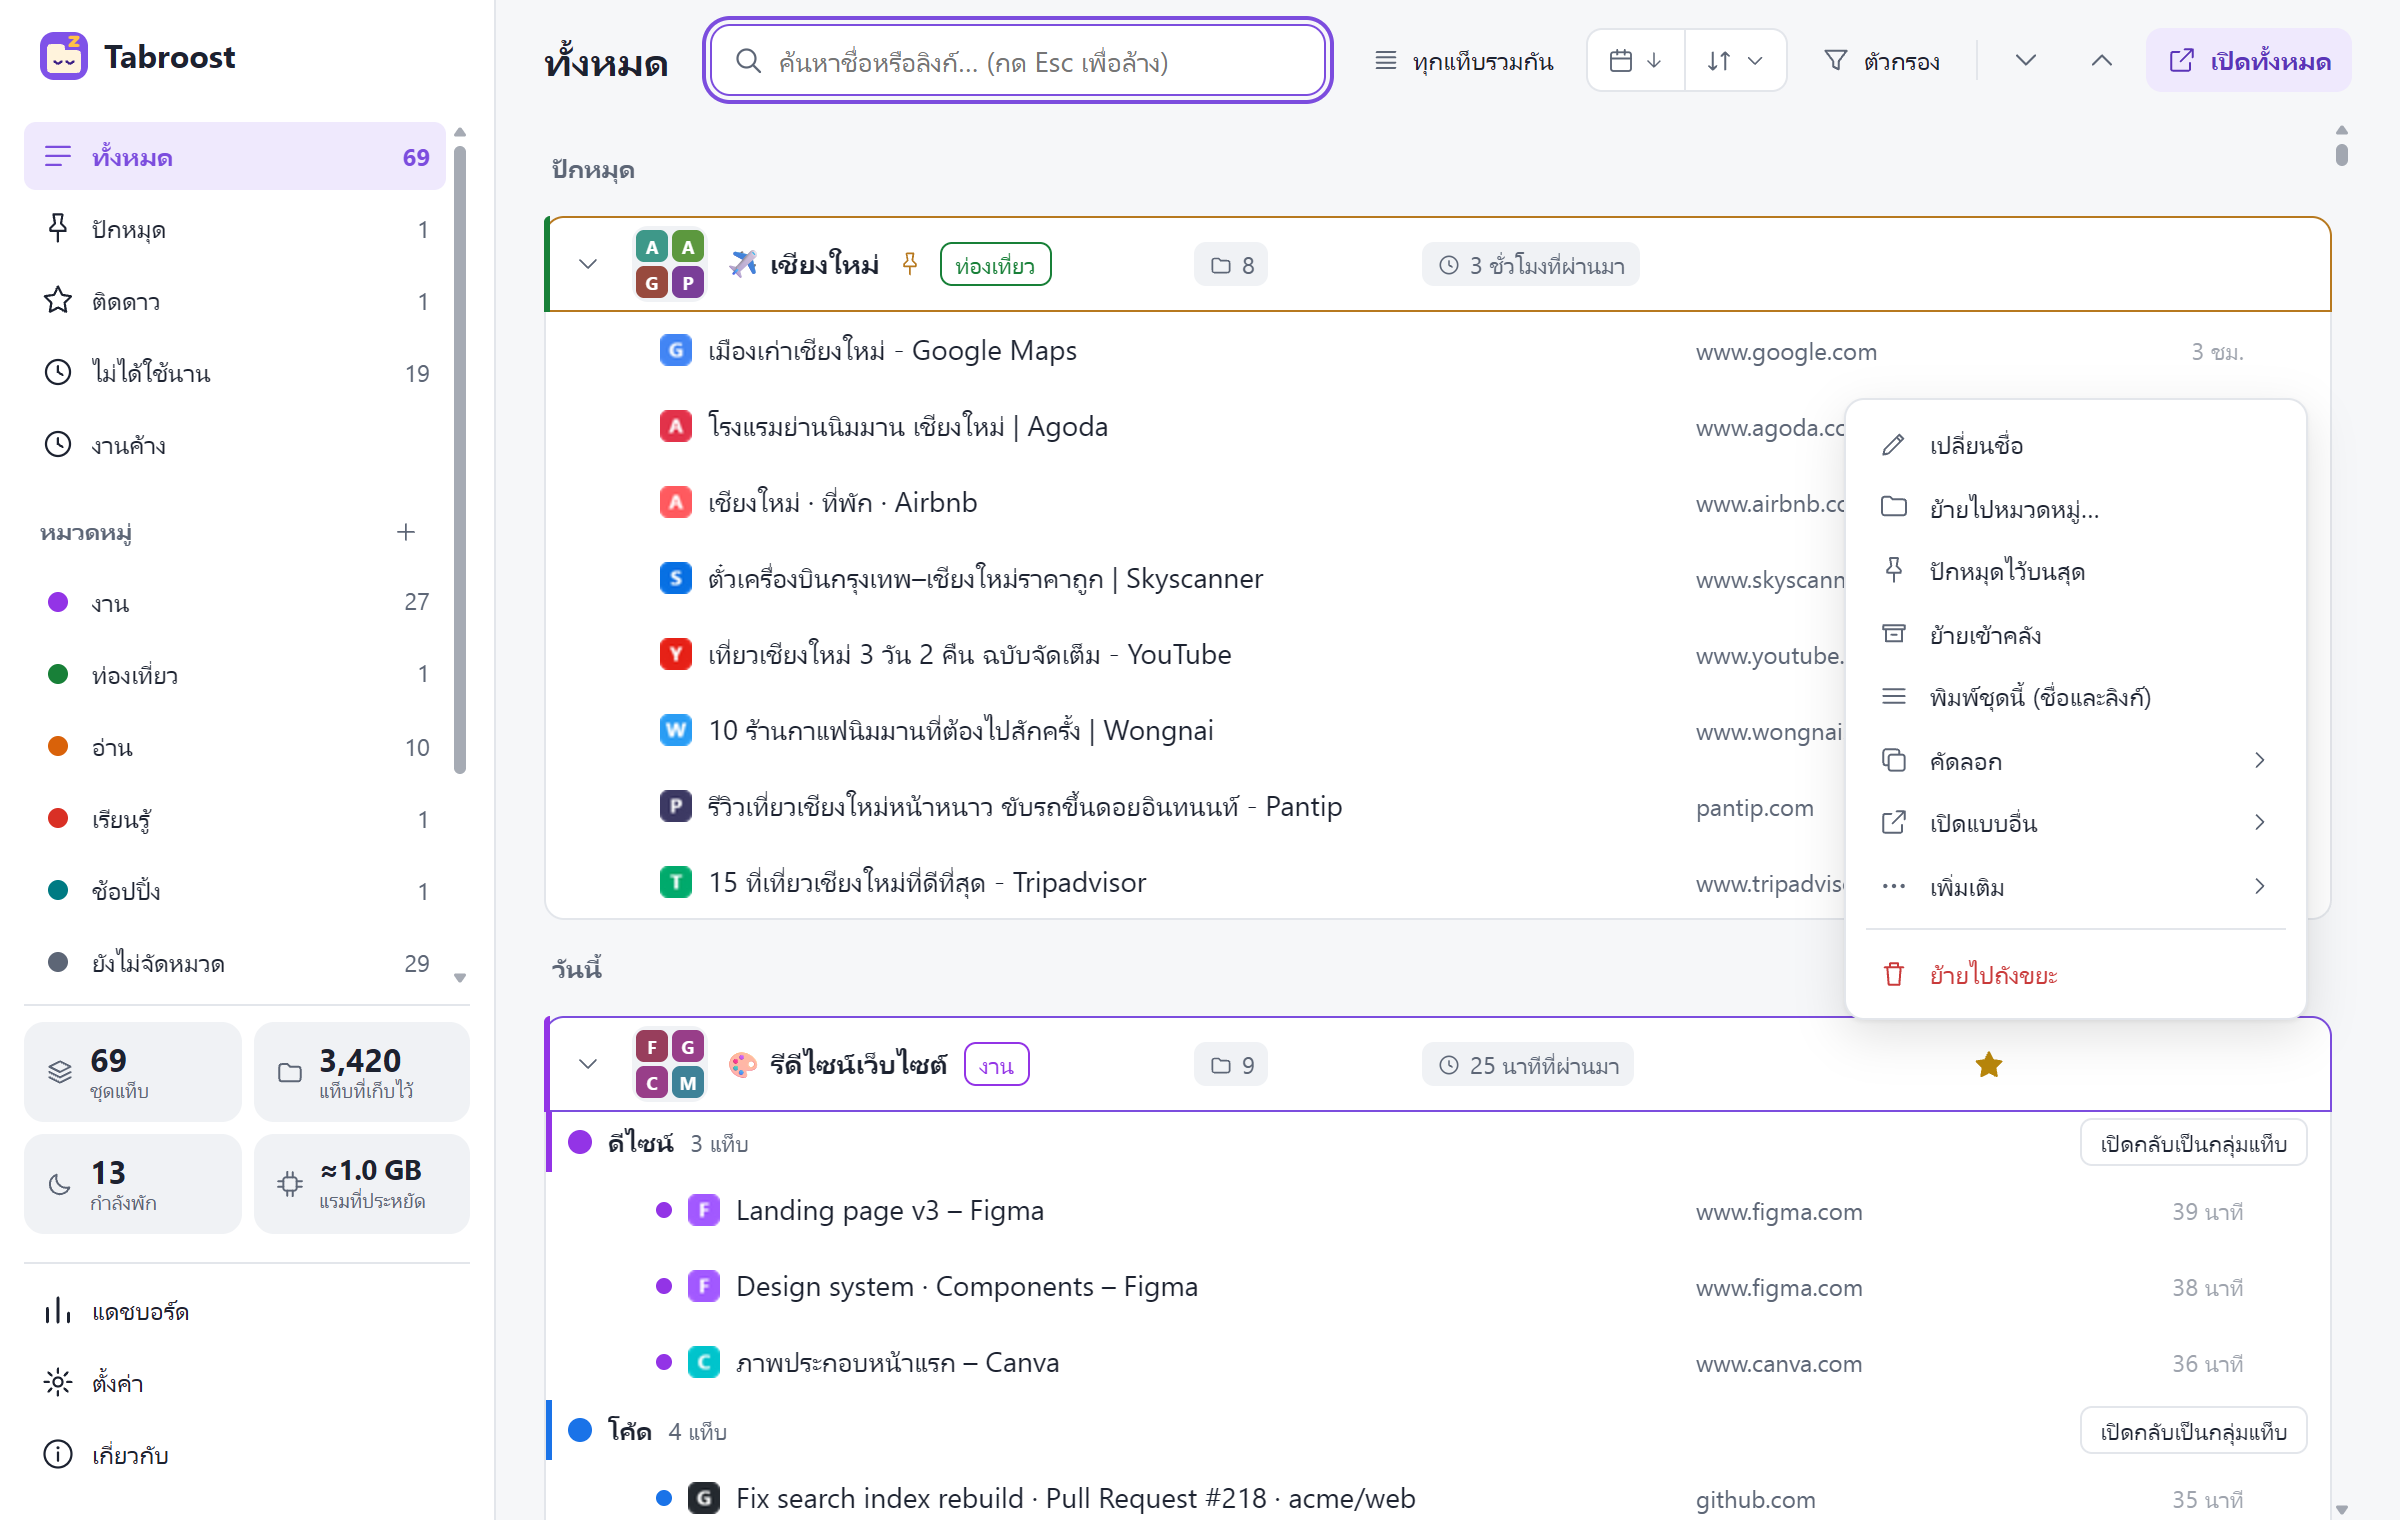 Tabroost
ทั้งหมด 69
ปักหมุด 1
ติดดาว 1
ไม่ได้ใช้นาน 19
งานค้าง
หมวดหมู่
งาน 27
ท่องเที่ยว 1
อ่าน 10
เรียนรู้ 1
ช้อปปิ้ง 1
ยังไม่จัดหมวด 29
69
ชุดแท็บ
3,420
แท็บที่เก็บไว้
13
กำลังพัก
≈1.0 GB
แรมที่ประหยัด
แดชบอร์ด
ตั้งค่า
เกี่ยวกับ
ทั้งหมด
ค้นหาชื่อหรือลิงก์… (กด Esc เพื่อล้าง)
ทุกแท็บรวมกัน
ตัวกรอง
เปิดทั้งหมด
ปักหมุด
A A G P
เชียงใหม่ ท่องเที่ยว 8 3 ชั่วโมงที่ผ่านมา
G เมืองเก่าเชียงใหม่ - Google Maps www.google.com 3 ชม.
A โรงแรมย่านนิมมาน เชียงใหม่ | Agoda www.agoda.co
A เชียงใหม่ · ที่พัก · Airbnb www.airbnb.co
S ตั๋วเครื่องบินกรุงเทพ–เชียงใหม่ราคาถูก | Skyscanner www.skyscann
Y เที่ยวเชียงใหม่ 3 วัน 2 คืน ฉบับจัดเต็ม - YouTube www.youtube.
W 10 ร้านกาแฟนิมมานที่ต้องไปสักครั้ง | Wongnai www.wongnai
P รีวิวเที่ยวเชียงใหม่หน้าหนาว ขับรถขึ้นดอยอินทนนท์ - Pantip pantip.com
T 15 ที่เที่ยวเชียงใหม่ที่ดีที่สุด - Tripadvisor www.tripadvis
เปลี่ยนชื่อ
ย้ายไปหมวดหมู่…
ปักหมุดไว้บนสุด
ย้ายเข้าคลัง
พิมพ์ชุดนี้ (ชื่อและลิงก์)
คัดลอก
เปิดแบบอื่น
เพิ่มเติม
ย้ายไปถังขยะ
วันนี้
F G C M
รีดีไซน์เว็บไซต์ งาน 9 25 นาทีที่ผ่านมา
ดีไซน์ 3 แท็บ เปิดกลับเป็นกลุ่มแท็บ
F Landing page v3 – Figma www.figma.com 39 นาที
F Design system · Components – Figma www.figma.com 38 นาที
C ภาพประกอบหน้าแรก – Canva www.canva.com 36 นาที
โค้ด 4 แท็บ เปิดกลับเป็นกลุ่มแท็บ
G Fix search index rebuild · Pull Request #218 · acme/web github.com 35 นาที